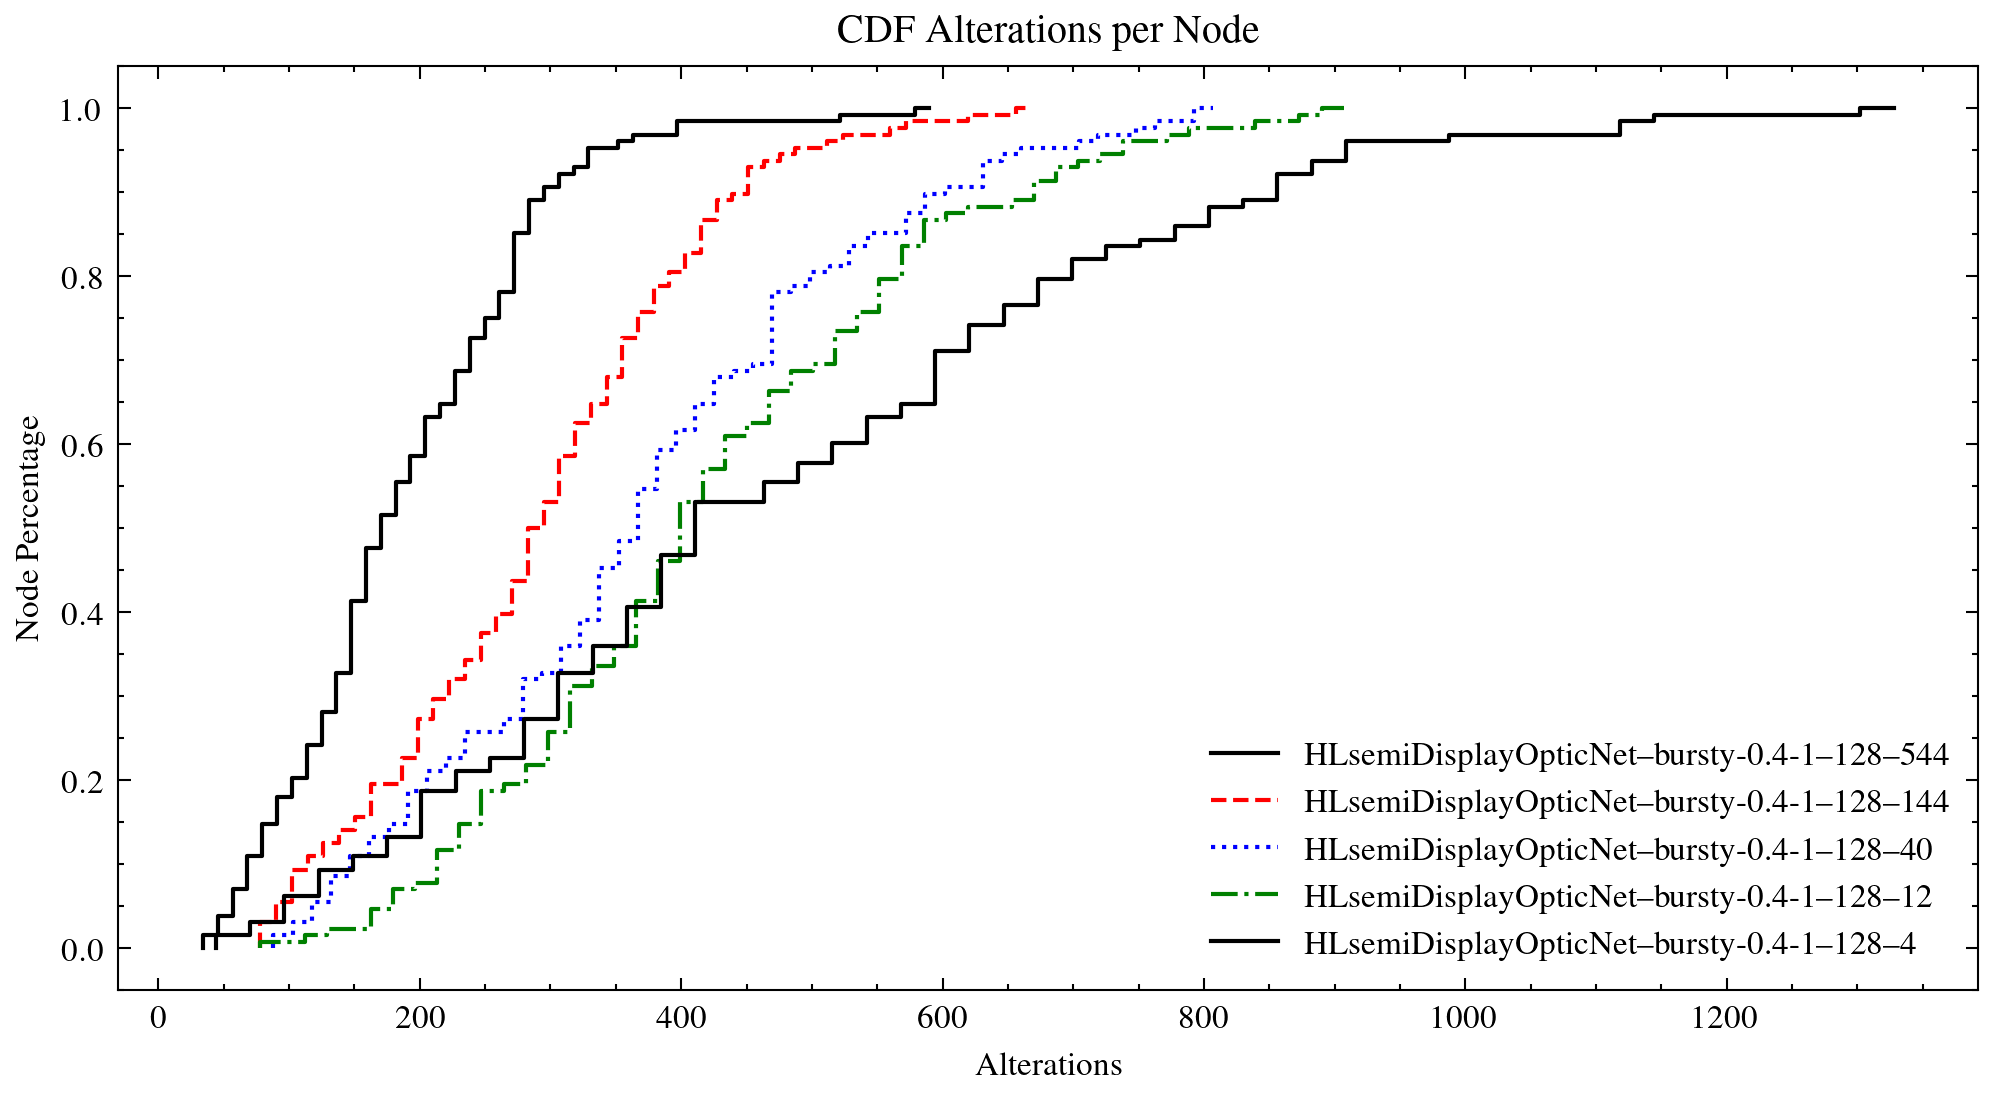 CDF Alterations per Node
Node Percentage
1.0
0.8
0.6
0.4
0.2
0.0
HLsemiDisplayOpticNet–bursty-0.4-1–128–544
HLsemiDisplayOpticNet–bursty-0.4-1–128–144
HLsemiDisplayOpticNet–bursty-0.4-1–128–40
HLsemiDisplayOpticNet–bursty-0.4-1–128–12
HLsemiDisplayOpticNet–bursty-0.4-1–128–4
0 200 400 600 800 1000 1200
Alterations